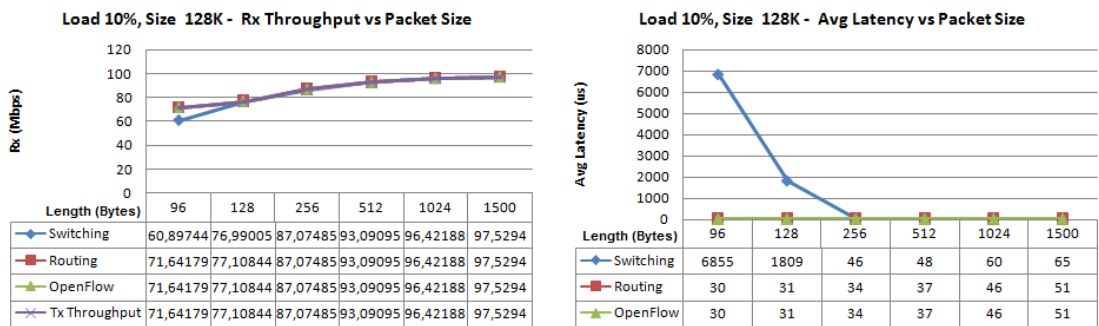 Load 10%, Size 128K - Rx Throughput vs Packet Size
Rx (Mbps)
120
100
80
60
40
20
0
Length (Bytes) 96 128 256 512 1024 1500
Switching 60,89744 76,99005 87,07485 93,09095 96,42188 97,5294
Routing 71,64179 77,10844 87,07485 93,09095 96,42188 97,5294
OpenFlow 71,64179 77,10844 87,07485 93,09095 96,42188 97,5294
Tx Throughput 71,64179 77,10844 87,07485 93,09095 96,42188 97,5294
Load 10%, Size 128K - Avg Latency vs Packet Size
Avg Latency (us)
8000
7000
6000
5000
4000
3000
2000
1000
0
Length (Bytes) 96 128 256 512 1024 1500
Switching 6855 1809 46 48 60 65
Routing 30 31 34 37 46 51
OpenFlow 30 31 34 37 46 51